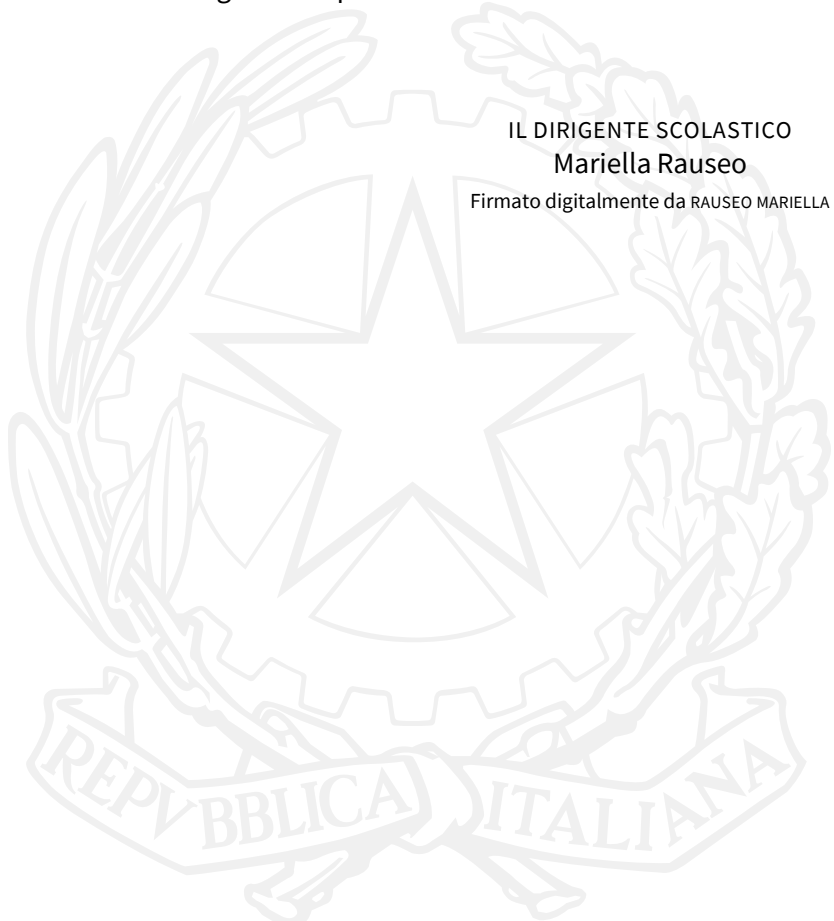 IL DIRIGENTE SCOLASTICO
Mariella Rauseo
Firmato digitalmente da RAUSEO MARIELLA
REPVBBLICA ITALIANA